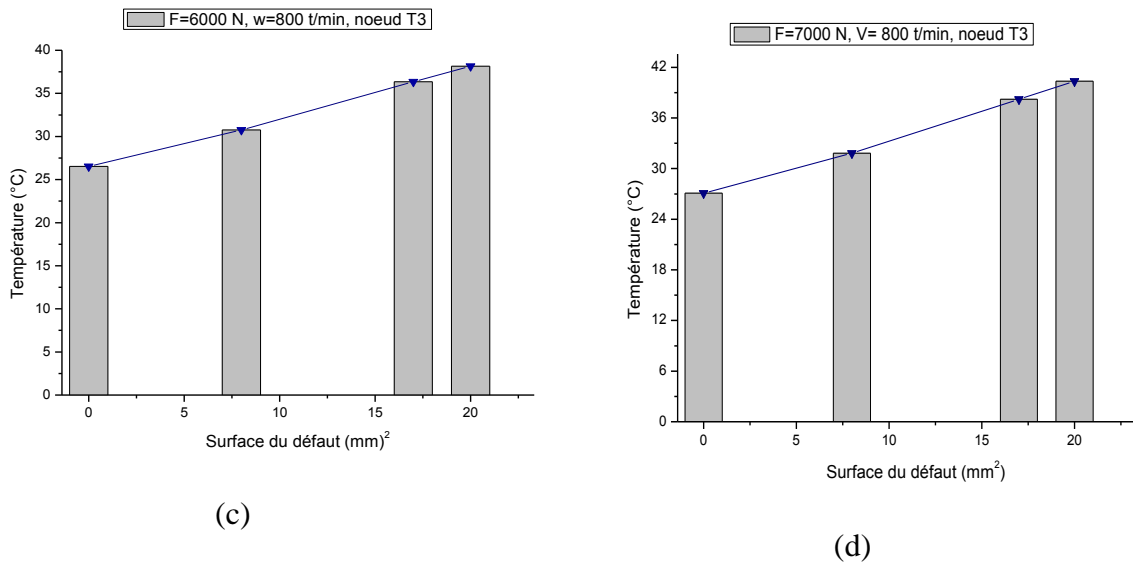 F=6000 N, w=800 t/min, noeud T3
40
35
30
25
20
15
10
5
0
Température (°C)
0 5 10 15 20
Surface du défaut (mm)²
(c)
F=7000 N, V= 800 t/min, noeud T3
42
36
30
24
18
12
6
0
Température (°C)
0 5 10 15 20
Surface du défaut (mm²)
(d)